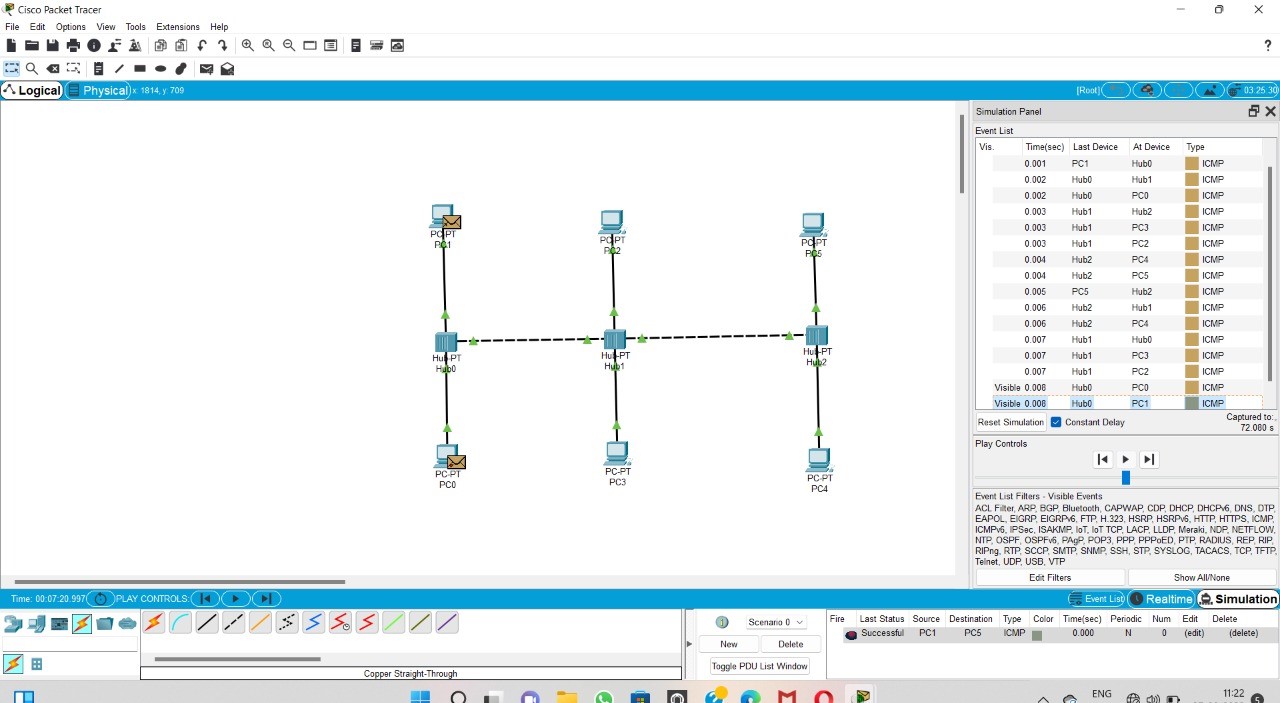 Cisco Packet Tracer
File Edit Options View Tools Extensions Help
?
Logical Physical x: 1814, y: 709 [Root] 03:25:30
Simulation Panel
Event List
Vis. Time(sec) Last Device At Device Type
0.001 PC1 Hub0 ICMP
0.002 Hub0 Hub1 ICMP
0.002 Hub0 PC0 ICMP
0.003 Hub1 Hub2 ICMP
0.003 Hub1 PC3 ICMP
0.003 Hub1 PC2 ICMP
0.004 Hub2 PC4 ICMP
0.004 Hub2 PC5 ICMP
0.005 PC5 Hub2 ICMP
0.006 Hub2 Hub1 ICMP
0.006 Hub2 PC4 ICMP
0.007 Hub1 Hub0 ICMP
0.007 Hub1 PC3 ICMP
0.007 Hub1 PC2 ICMP
Visible 0.008 Hub0 PC0 ICMP
Visible 0.008 Hub0 PC1 ICMP
Reset Simulation Constant Delay Captured to:
72.080 s
Play Controls
Event List Filters - Visible Events
ACL Filter, ARP, BGP, Bluetooth, CAPWAP, CDP, DHCP, DHCPv6, DNS, DTP,
EAPOL, EIGRP, EIGRPv6, FTP, H.323, HSRP, HSRPv6, HTTP, HTTPS, ICMP,
ICMPv6, IPSec, ISAKMP, IoT, IoT TCP, LACP, LLDP, Meraki, NDP, NETFLOW,
NTP, OSPF, OSPFv6, PAgP, POP3, PPP, PPPoED, PTP, RADIUS, REP, RIP,
RIPng, RTP, SCCP, SMTP, SNMP, SSH, STP, SYSLOG, TACACS, TCP, TFTP,
Telnet, UDP, USB, VTP
Edit Filters Show All/None
PC-PT
PC1
PC-PT
PC2
PC-PT
PC5
Hub-PT
Hub0
Hub-PT
Hub1
Hub-PT
Hub2
PC-PT
PC0
PC-PT
PC3
PC-PT
PC4
Time: 00:07:20.997 PLAY CONTROLS: Event List Realtime Simulation
Scenario 0
New Delete
Toggle PDU List Window
Fire Last Status Source Destination Type Color Time(sec) Periodic Num Edit Delete
Successful PC1 PC5 ICMP 0.000 N 0 (edit) (delete)
Copper Straight-Through
ENG 11:22